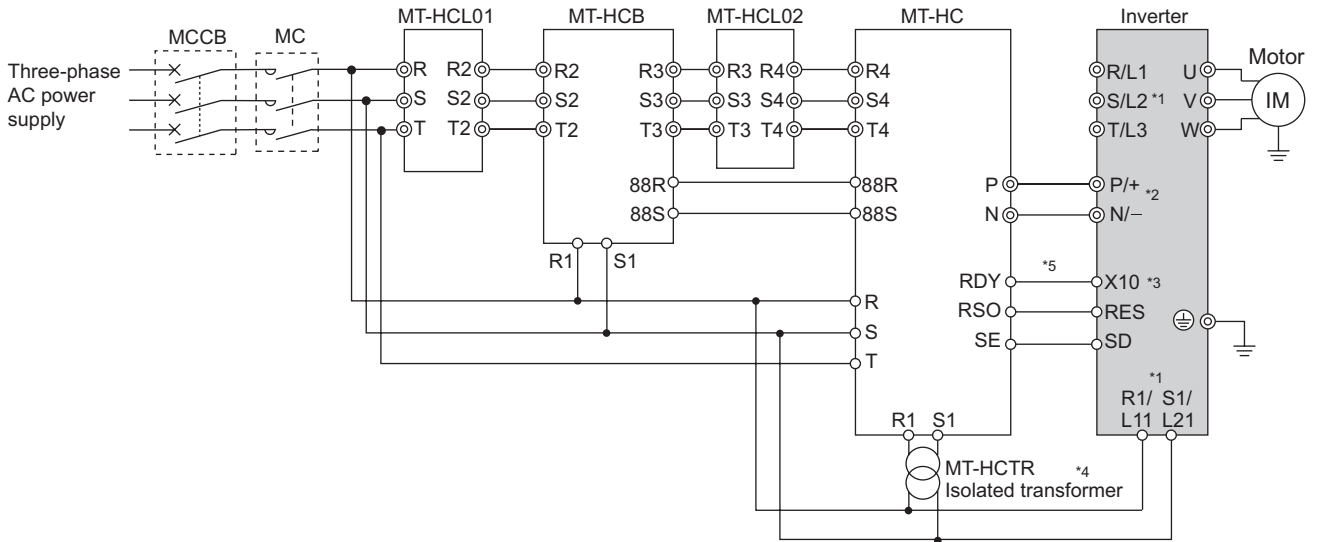 MT-HCL01 MT-HCB MT-HCL02 MT-HC Inverter
MCCB MC Motor
Three-phase
AC power
supply
R R2 R2 R3 R3 R4 R4 R/L1 U
S S2 S2 S3 S3 S4 S4 S/L2 *1 V IM
T T2 T2 T3 T3 T4 T4 T/L3 W
88R 88R P P/+ *2
88S 88S N N/−
R1 S1
*5
RDY X10 *3
R RSO RES
S SE SD
T
*1
R1/ S1/
L11 L21
R1 S1
MT-HCTR *4
Isolated transformer